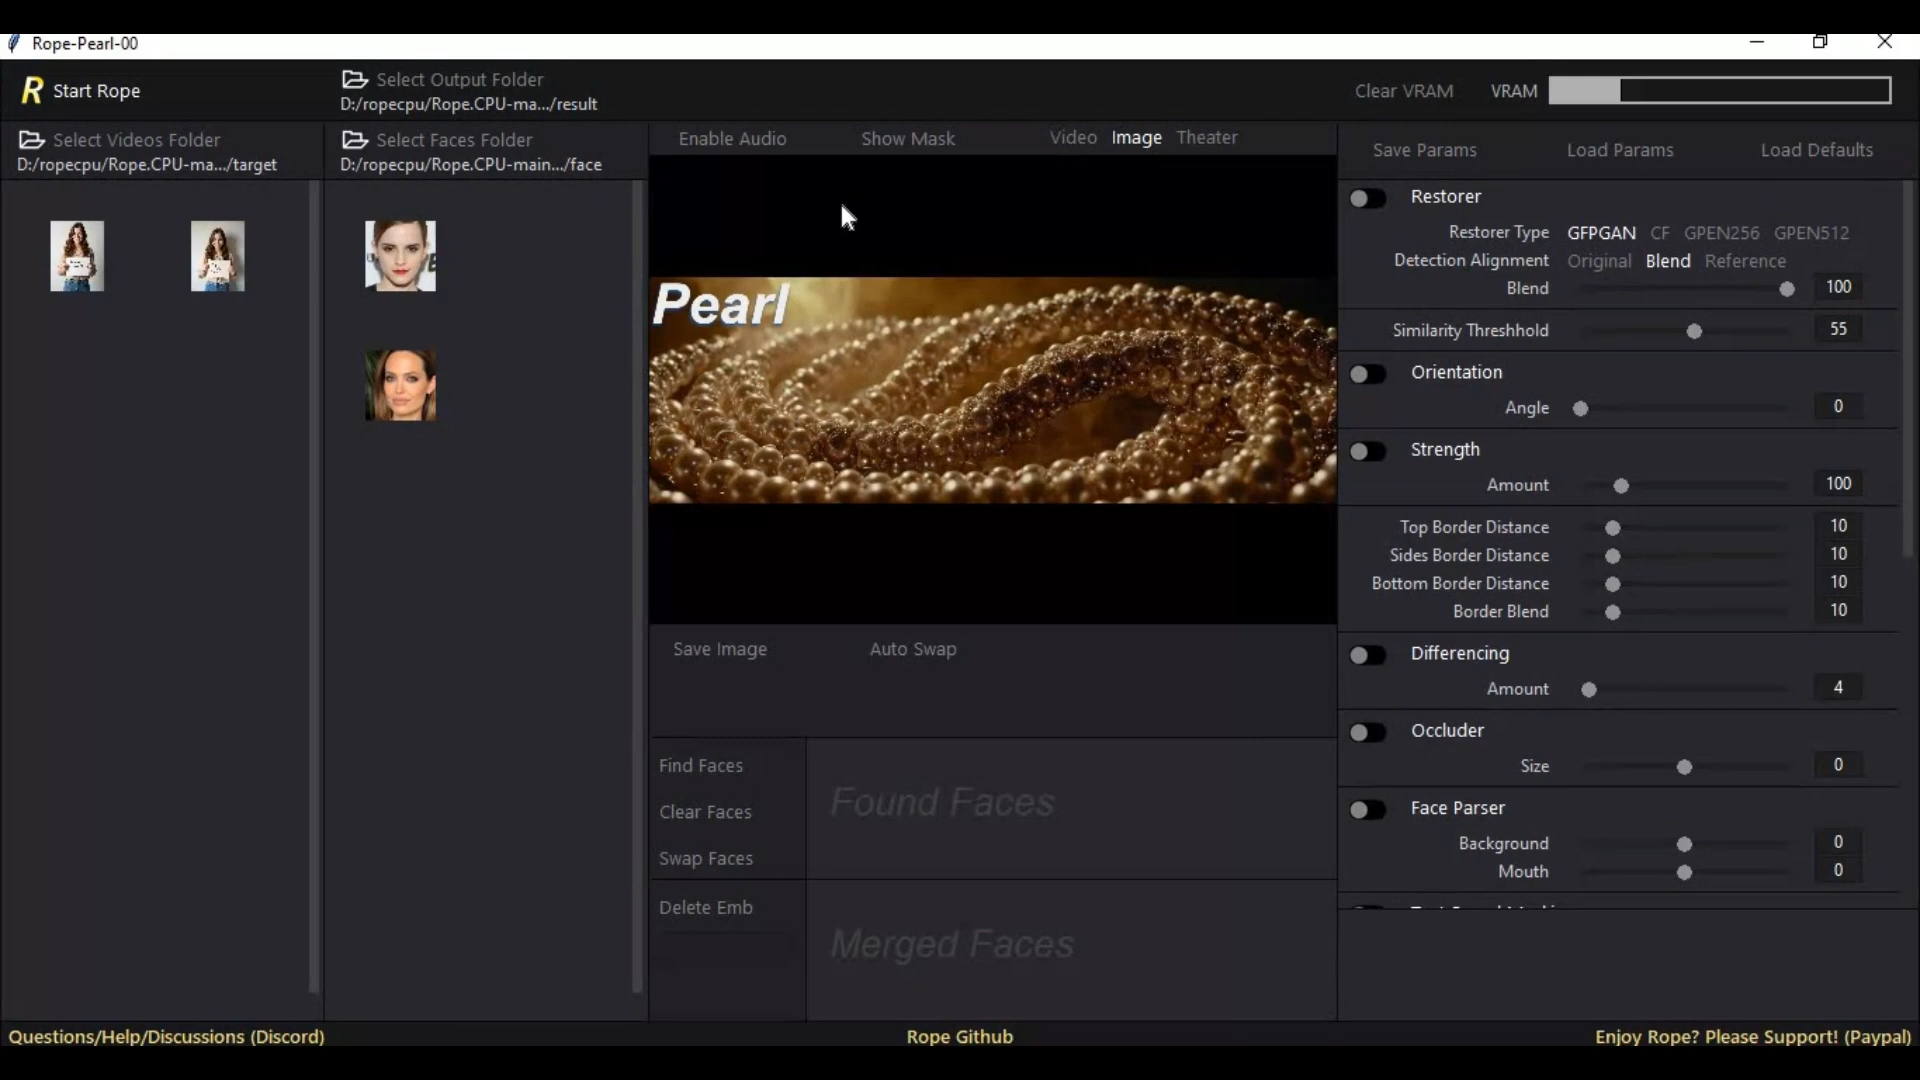 Rope-Pearl-00
R Start Rope
Select Output Folder
D:/ropecpu/Rope.CPU-ma.../result
Clear VRAM
VRAM
Select Videos Folder
D:/ropecpu/Rope.CPU-ma.../target
Select Faces Folder
D:/ropecpu/Rope.CPU-main.../face
Enable Audio
Show Mask
Video Image Theater
Pearl
Save Image
Auto Swap
Find Faces
Clear Faces
Swap Faces
Found Faces
Delete Emb
Merged Faces
Save Params
Load Params
Load Defaults
Restorer
Restorer Type GFPGAN CF GPEN256 GPEN512
Detection Alignment Original Blend Reference
Blend 100
Similarity Threshhold 55
Orientation
Angle 0
Strength
Amount 100
Top Border Distance 10
Sides Border Distance 10
Bottom Border Distance 10
Border Blend 10
Differencing
Amount 4
Occluder
Size 0
Face Parser
Background 0
Mouth 0
Questions/Help/Discussions (Discord)
Rope Github
Enjoy Rope? Please Support! (Paypal)